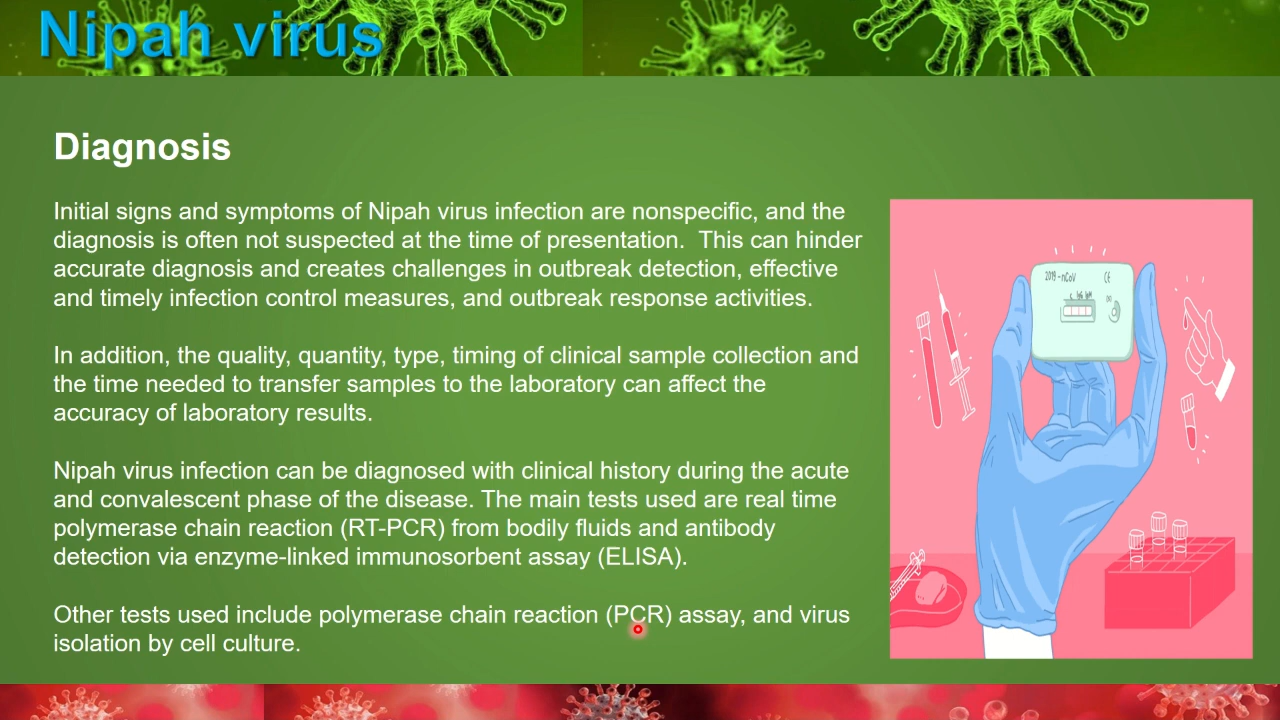 Nipah virus
Diagnosis
Initial signs and symptoms of Nipah virus infection are nonspecific, and the
diagnosis is often not suspected at the time of presentation.  This can hinder
accurate diagnosis and creates challenges in outbreak detection, effective
and timely infection control measures, and outbreak response activities.
In addition, the quality, quantity, type, timing of clinical sample collection and
the time needed to transfer samples to the laboratory can affect the
accuracy of laboratory results.
Nipah virus infection can be diagnosed with clinical history during the acute
and convalescent phase of the disease. The main tests used are real time
polymerase chain reaction (RT-PCR) from bodily fluids and antibody
detection via enzyme-linked immunosorbent assay (ELISA).
Other tests used include polymerase chain reaction (PCR) assay, and virus
isolation by cell culture.
2019-nCoV CE
C IgG IgM